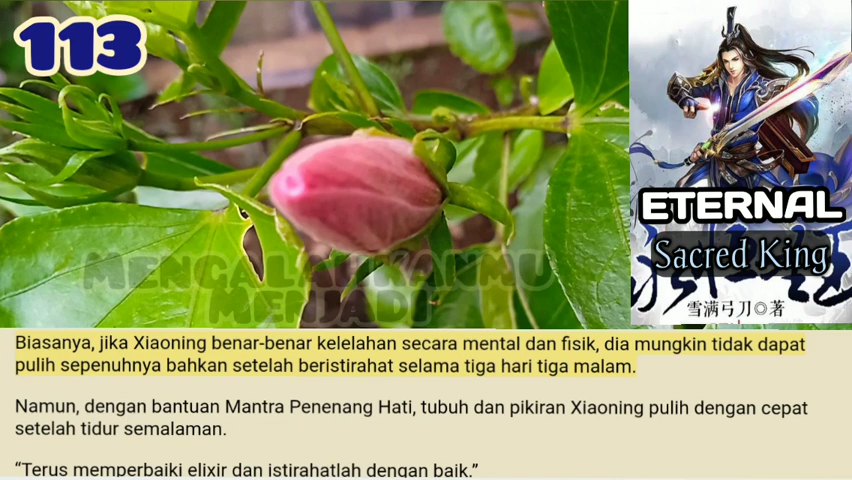 113
ETERNAL
Sacred King
雪满弓刀◎著
MENGALAHKANMU
MENJADI
Biasanya, jika Xiaoning benar-benar kelelahan secara mental dan fisik, dia mungkin tidak dapat
pulih sepenuhnya bahkan setelah beristirahat selama tiga hari tiga malam.
Namun, dengan bantuan Mantra Penenang Hati, tubuh dan pikiran Xiaoning pulih dengan cepat
setelah tidur semalaman.
“Terus memperbaiki elixir dan istirahatlah dengan baik.”